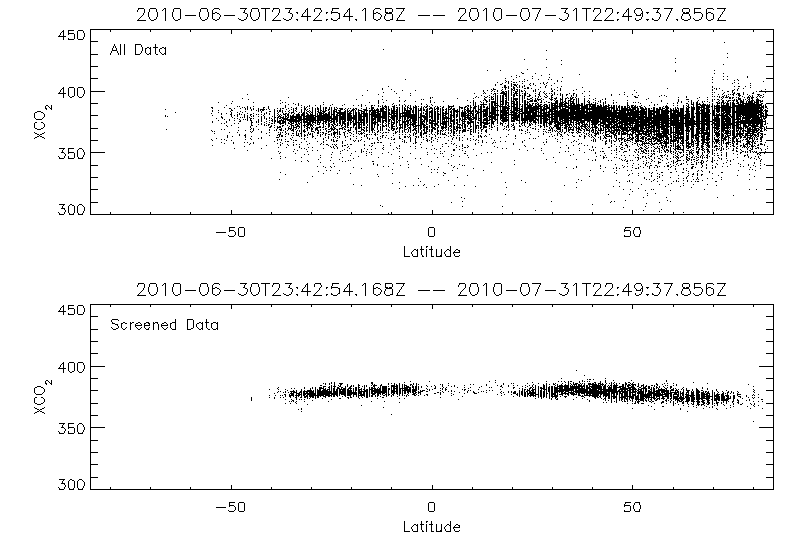 2010-06-30T23:42:54.168Z -- 2010-07-31T22:49:37.856Z
450
All Data
400
XCO2
350
300
-50 0 50
Latitude
2010-06-30T23:42:54.168Z -- 2010-07-31T22:49:37.856Z
450
Screened Data
400
XCO2
350
300
-50 0 50
Latitude